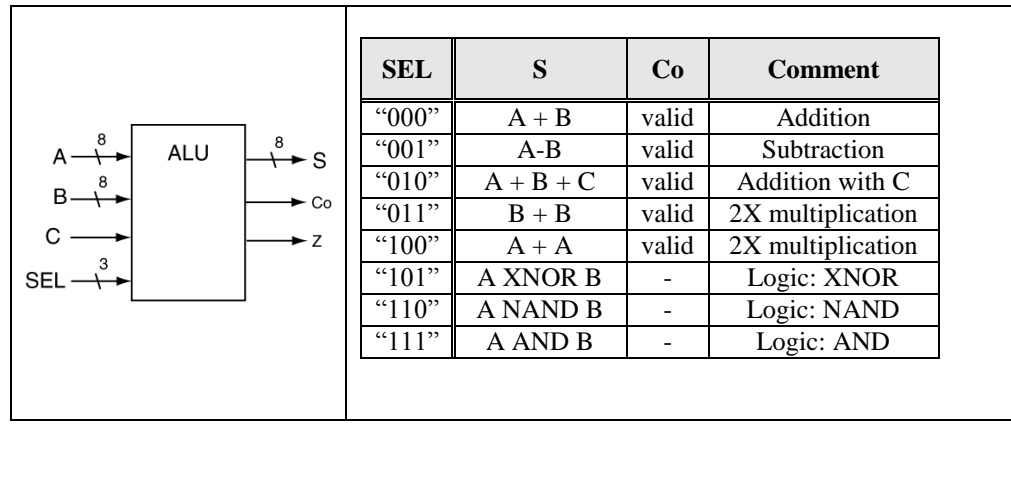 SEL S Co Comment
“000” A + B valid Addition
“001” A-B valid Subtraction
“010” A + B + C valid Addition with C
“011” B + B valid 2X multiplication
“100” A + A valid 2X multiplication
“101” A XNOR B - Logic: XNOR
“110” A NAND B - Logic: NAND
“111” A AND B - Logic: AND
ALU
A 8
B 8
C
SEL 3
8 S
Co
Z